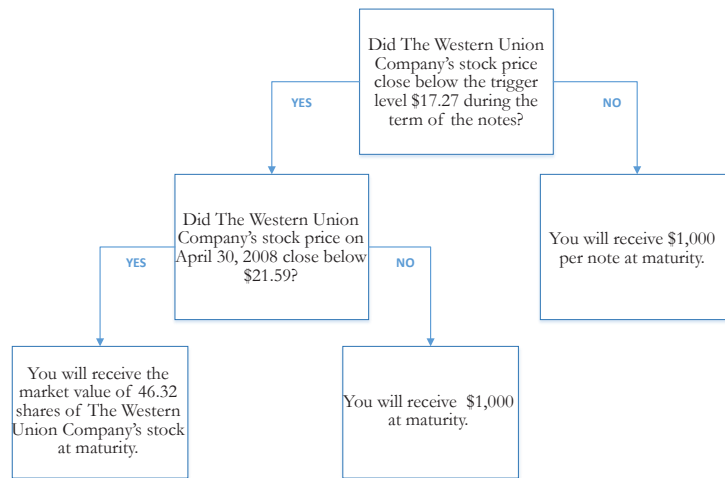 Did The Western Union
Company's stock price
close below the trigger
level $17.27 during the
term of the notes?
YES
NO
Did The Western Union
Company's stock price on
April 30, 2008 close below
$21.59?
You will receive $1,000
per note at maturity.
YES
NO
You will receive the
market value of 46.32
shares of The Western
Union Company's stock
at maturity.
You will receive $1,000
at maturity.